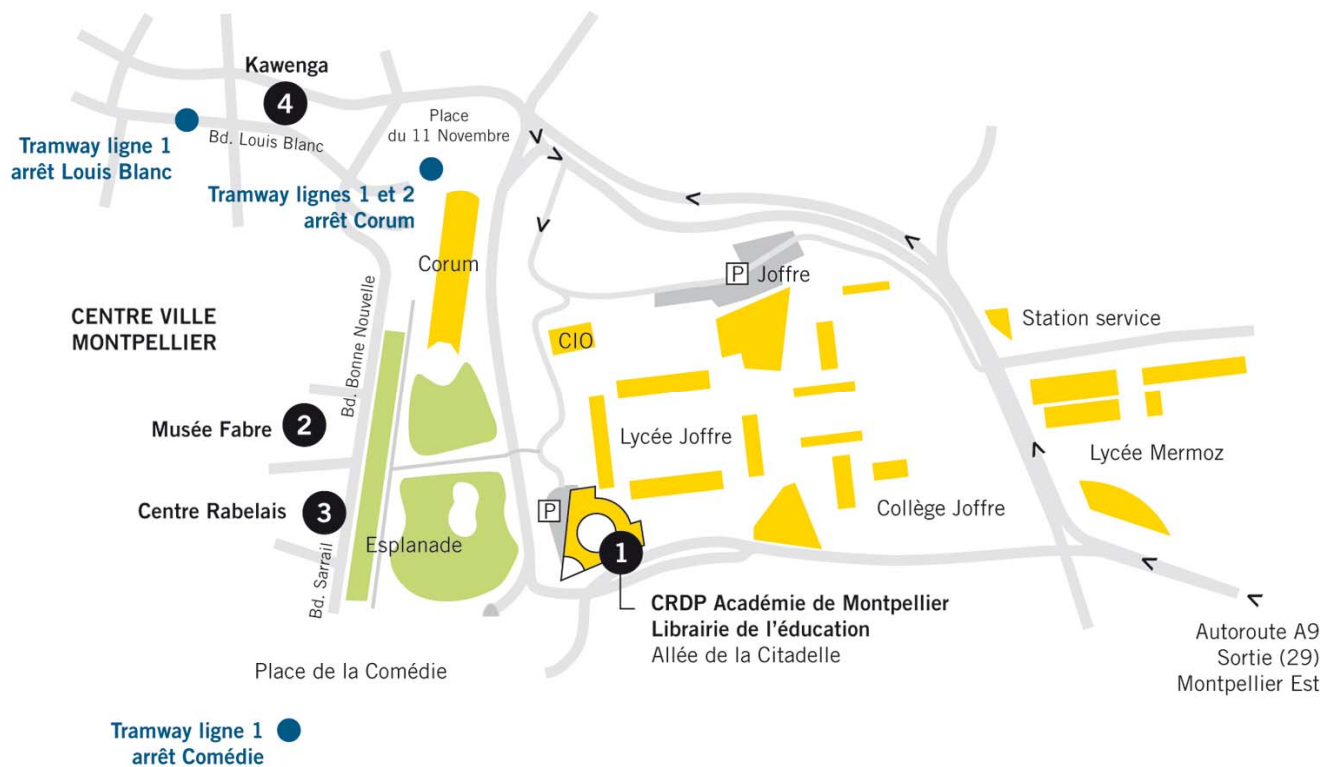 Kawenga
4
Place
du 11 Novembre
Tramway ligne 1
arrêt Louis Blanc
Bd. Louis Blanc
Tramway lignes 1 et 2
arrêt Corum
Corum
P Joffre
CENTRE VILLE
MONTPELLIER
Bd. Bonne Nouvelle
CIO
Station service
Musée Fabre 2
Lycée Joffre
Lycée Mermoz
Centre Rabelais 3
P
Collège Joffre
Esplanade
1
Bd. Sarrail
CRDP Académie de Montpellier
Librairie de l'éducation
Allée de la Citadelle
Autoroute A9
Sortie (29)
Montpellier Est
Place de la Comédie
Tramway ligne 1
arrêt Comédie